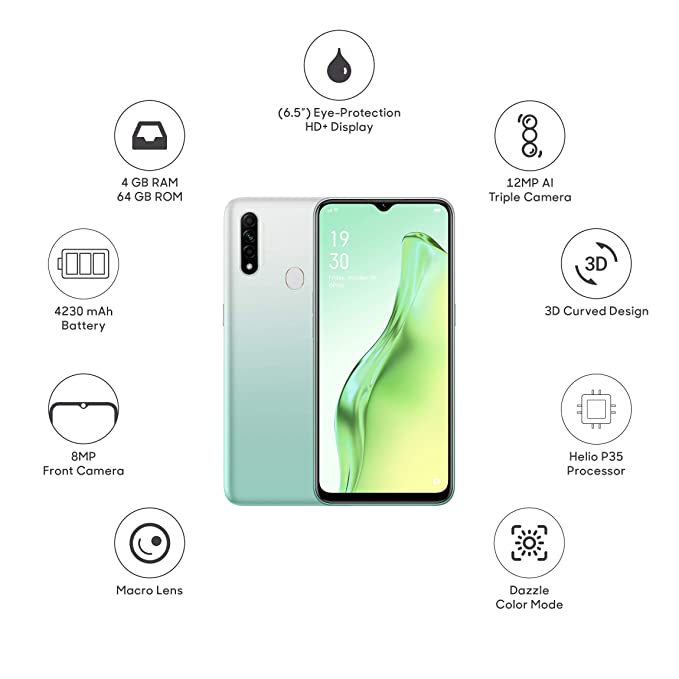 (6.5") Eye-Protection
HD+ Display
4 GB RAM
64 GB ROM
12MP AI
Triple Camera
19
30
4230 mAh
Battery
3D
3D Curved Design
8MP
Front Camera
Helio P35
Processor
Macro Lens
Dazzle
Color Mode